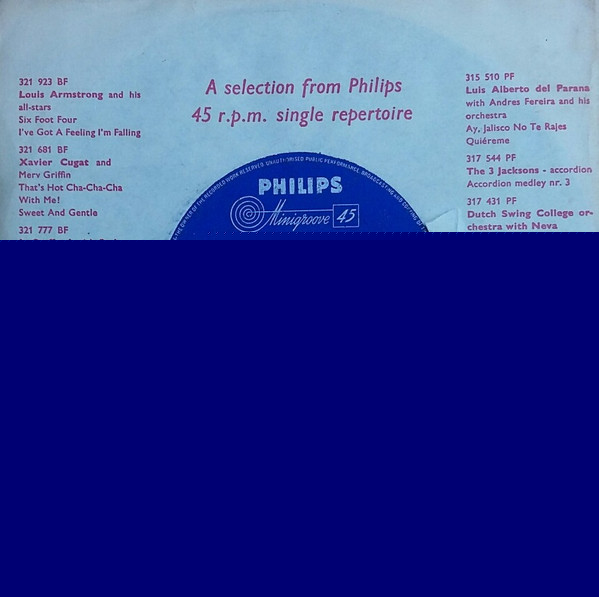 A selection from Philips
45 r.p.m. single repertoire
321 923 BF
Louis Armstrong and his
all-stars
Six Foot Four
I've Got A Feeling I'm Falling
321 681 BF
Xavier Cugat and
Merv Griffin
That's Hot Cha-Cha-Cha
With Me!
Sweet And Gentle
321 777 BF
PHILIPS
Minigroove 45
315 510 PF
Luis Alberto del Parana
with Andres Fereira and his
orchestra
Ay, Jalisco No Te Rajes
Quiéreme
317 544 PF
The 3 Jacksons - accordion
Accordion medley nr. 3
317 431 PF
Dutch Swing College or-
chestra with Neva